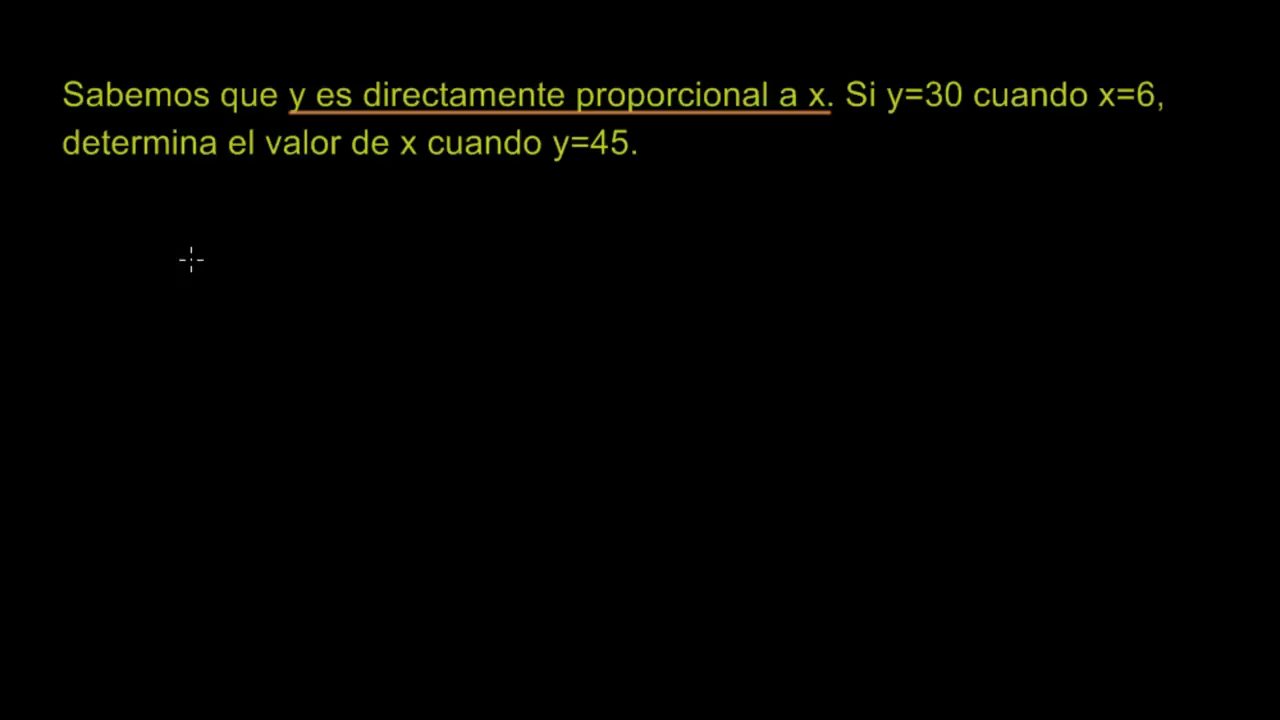 Sabemos que y es directamente proporcional a x. Si y=30 cuando x=6,
determina el valor de x cuando y=45.